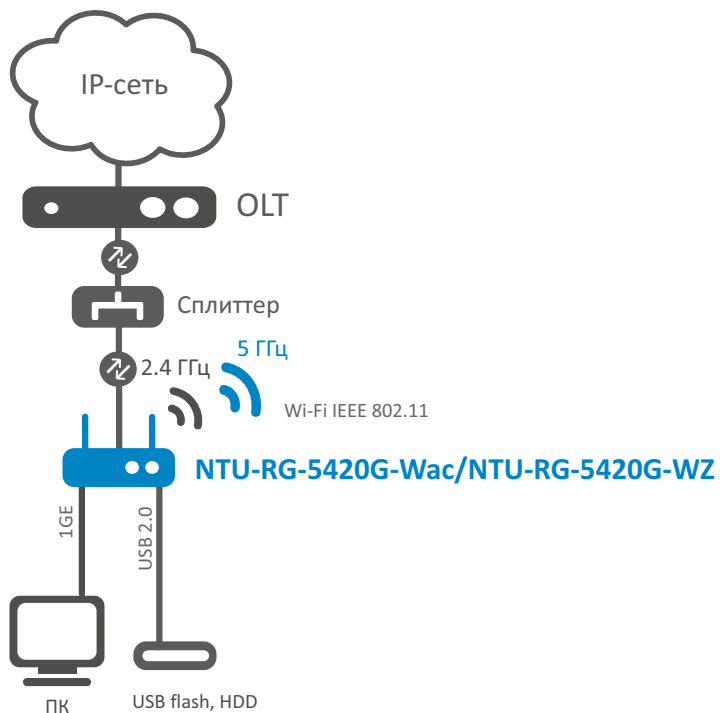 IP-сеть
OLT
Сплиттер
5 ГГц
2.4 ГГц
Wi-Fi IEEE 802.11
NTU-RG-5420G-Wac/NTU-RG-5420G-WZ
1GE
USB 2.0
ПК
USB flash, HDD